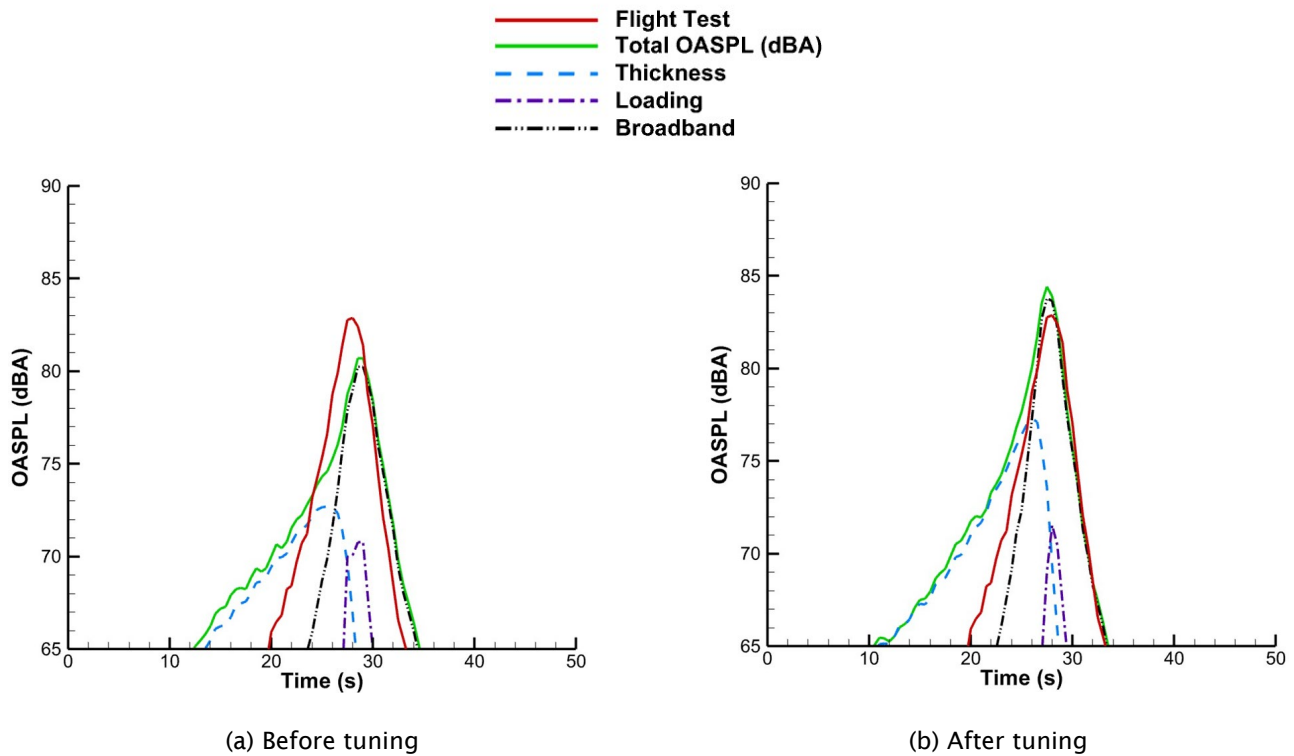 Flight Test
Total OASPL (dBA)
Thickness
Loading
Broadband
90
85
80
75
70
65
OASPL (dBA)
0
10
20
30
40
50
Time (s)
(a) Before tuning
90
85
80
75
70
65
OASPL (dBA)
0
10
20
30
40
50
Time (s)
(b) After tuning